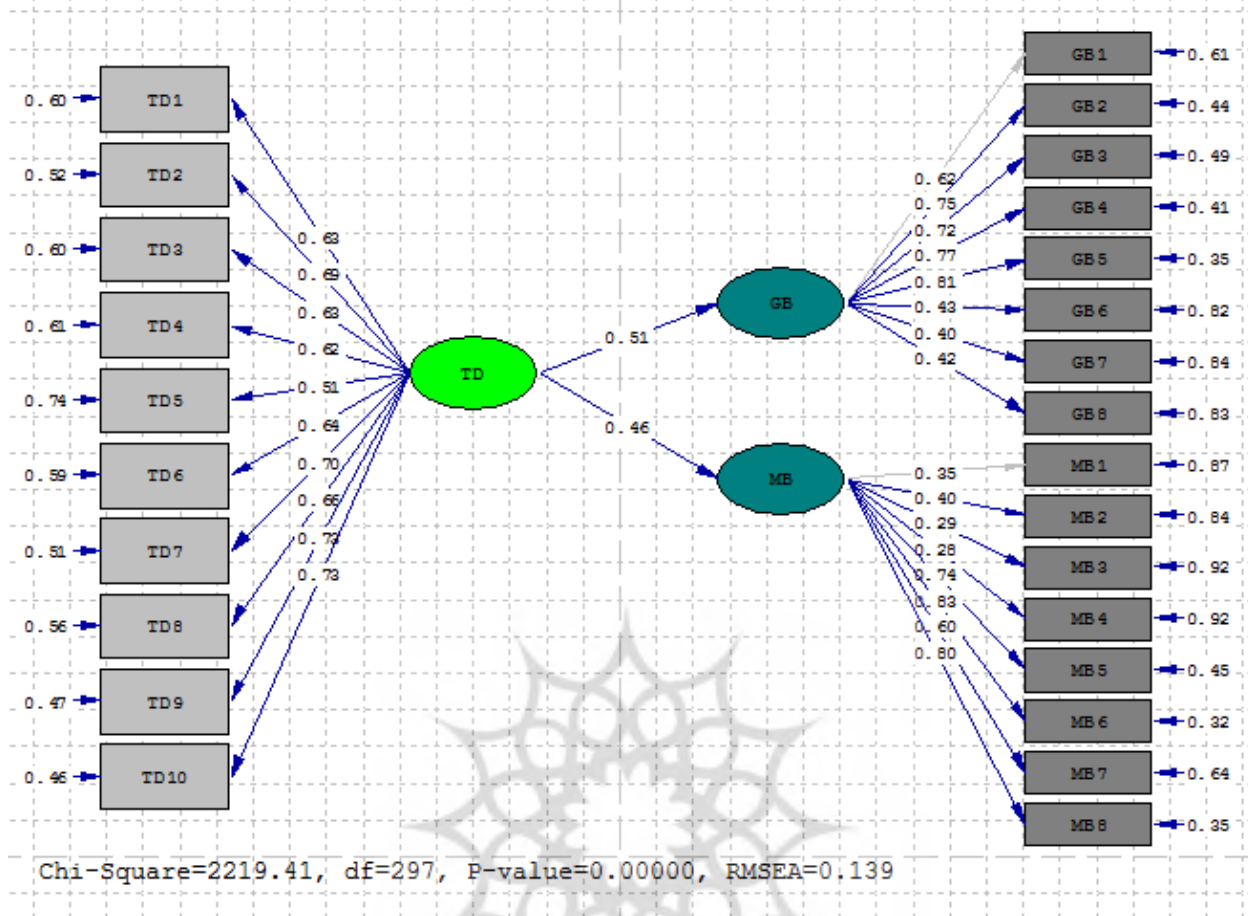 0.60 TD1
0.52 TD2
0.60 TD3
0.61 TD4
0.74 TD5
0.59 TD6
0.51 TD7
0.56 TD8
0.47 TD9
0.46 TD10
0.63
0.69
0.63
0.62
0.51
0.64
0.70
0.66
0.73
0.73
TD
0.51
0.46
GB
MB
0.62
0.75
0.72
0.77
0.81
0.43
0.40
0.42
0.35
0.40
0.29
0.28
0.74
0.83
0.60
0.80
GB1 0.61
GB2 0.44
GB3 0.49
GB4 0.41
GB5 0.35
GB6 0.82
GB7 0.84
GB8 0.83
MB1 0.87
MB2 0.84
MB3 0.92
MB4 0.92
MB5 0.45
MB6 0.32
MB7 0.64
MB8 0.35
Chi-Square=2219.41, df=297, P-value=0.00000, RMSEA=0.139